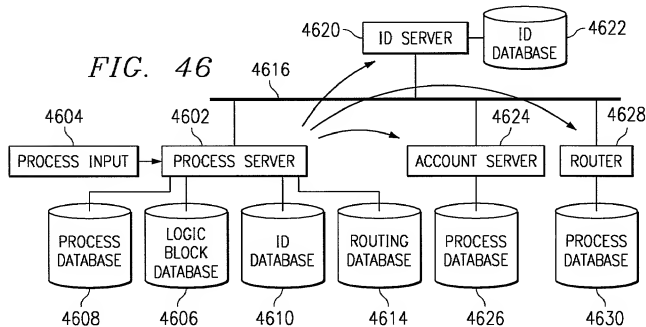 4620
ID SERVER
ID
DATABASE
4622
FIG. 46
4616
4604
4602
4624
4628
PROCESS INPUT
PROCESS SERVER
ACCOUNT SERVER
ROUTER
PROCESS
DATABASE
LOGIC
BLOCK
DATABASE
ID
DATABASE
ROUTING
DATABASE
PROCESS
DATABASE
PROCESS
DATABASE
4608
4606
4610
4614
4626
4630